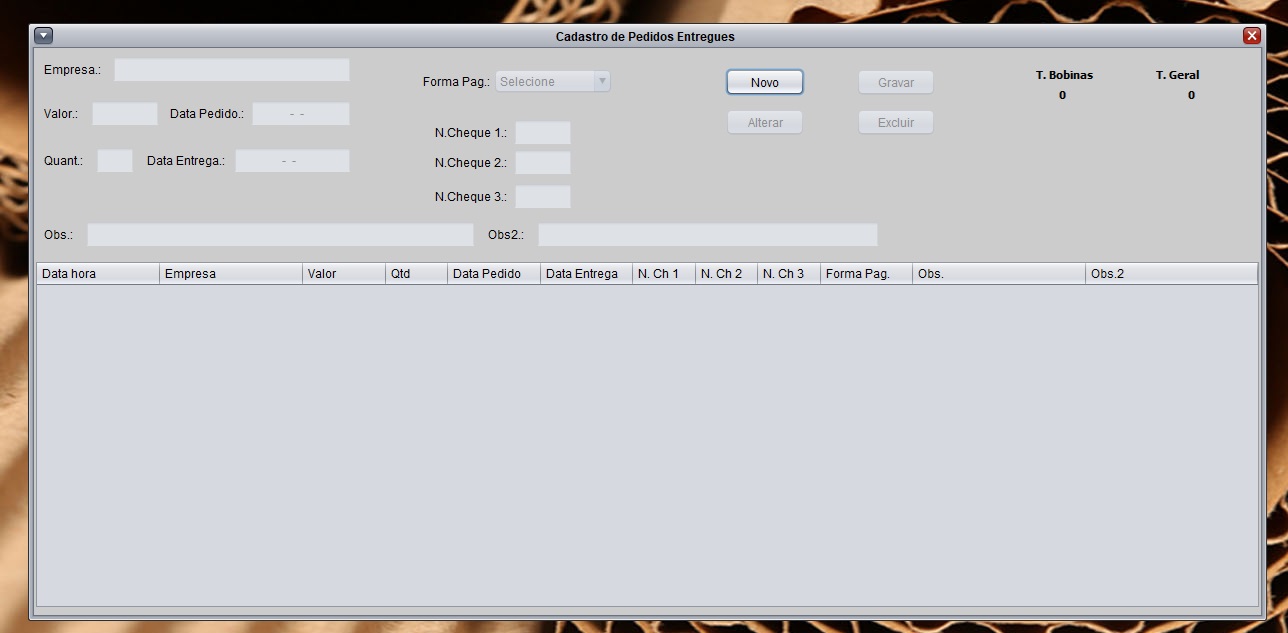 Cadastro de Pedidos Entregues
Empresa.:
Forma Pag.: Selecione
Novo Gravar
T. Bobinas T. Geral
0 0
Valor.: Data Pedido.: - -
Alterar Excluir
N.Cheque 1.:
Quant.: Data Entrega.: - -
N.Cheque 2.:
N.Cheque 3.:
Obs.: Obs2.:
Data hora Empresa Valor Qtd Data Pedido Data Entrega N. Ch 1 N. Ch 2 N. Ch 3 Forma Pag. Obs. Obs.2